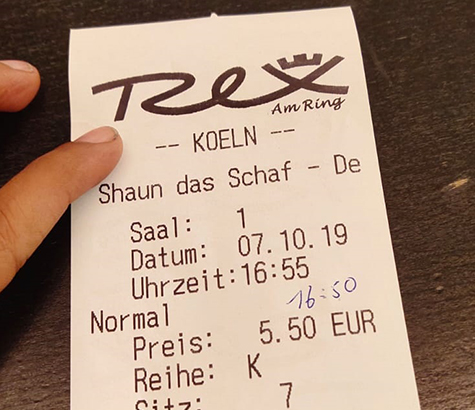 Rex
Am Ring
-- KOELN --
Shaun das Schaf - De
Saal: 1
Datum: 07.10.19
Uhrzeit:16:55
16:50
Normal
Preis: 5.50 EUR
Reihe: K
Sitz: 7